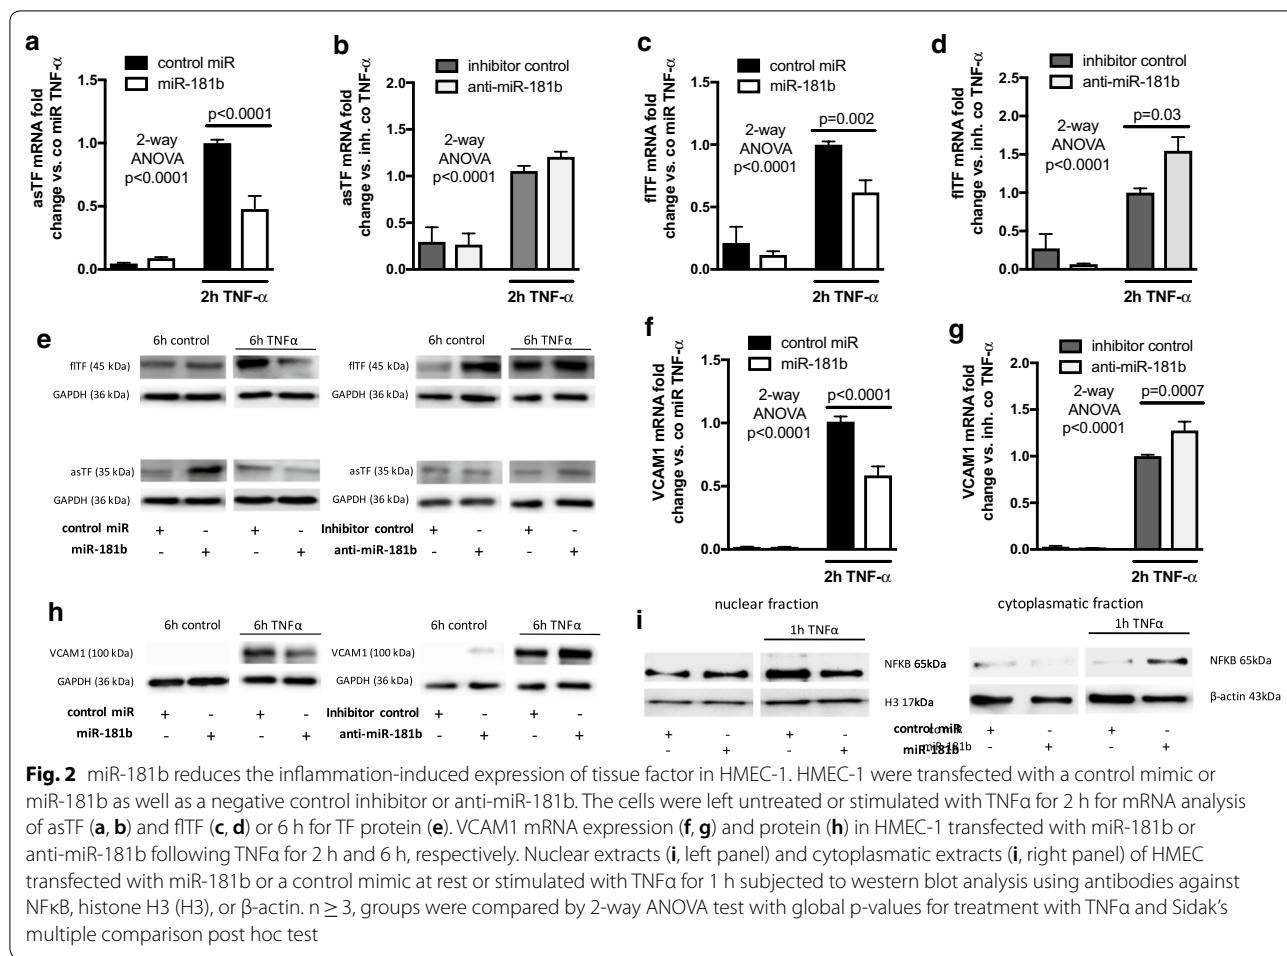 a
control miR
miR-181b
asTF mRNA fold
change vs. co miR TNF-α
1.5
1.0
0.5
0.0
2-way
ANOVA
p<0.0001
p<0.0001
2h TNF-α
b
inhibitor control
anti-miR-181b
asTF mRNA fold
change vs. inh. co TNF-α
2.0
1.5
1.0
0.5
0.0
2-way
ANOVA
p<0.0001
2h TNF-α
c
control miR
miR-181b
flTF mRNA fold
change vs. co miR TNF-α
1.5
1.0
0.5
0.0
2-way
ANOVA
p<0.0001
p=0.002
2h TNF-α
d
inhibitor control
anti-miR-181b
flTF mRNA fold
change vs. inh. co TNF-α
2.5
2.0
1.5
1.0
0.5
0.0
2-way
ANOVA
p<0.0001
p=0.03
2h TNF-α
e
6h control 6h TNFα
flTF (45 kDa)
GAPDH (36 kDa)
asTF (35 kDa)
GAPDH (36 kDa)
control miR + - + -
miR-181b - + - +
6h control 6h TNFα
flTF (45 kDa)
GAPDH (36 kDa)
asTF (35 kDa)
GAPDH (36 kDa)
Inhibitor control + - + -
anti-miR-181b - + - +
f
control miR
miR-181b
VCAM1 mRNA fold
change vs. co miR TNF-α
1.5
1.0
0.5
0.0
2-way
ANOVA
p<0.0001
p<0.0001
2h TNF-α
g
inhibitor control
anti-miR-181b
VCAM1 mRNA fold
change vs. inh. co TNF-α
2.0
1.5
1.0
0.5
0.0
2-way
ANOVA
p<0.0001
p=0.0007
2h TNF-α
h
6h control 6h TNFα
VCAM1 (100 kDa)
GAPDH (36 kDa)
control miR + - + -
miR-181b - + - +
6h control 6h TNFα
VCAM1 (100 kDa)
GAPDH (36 kDa)
Inhibitor control + - + -
anti-miR-181b - + - +
i
nuclear fraction
1h TNFα
NFKB 65kDa
H3 17kDa
+ - + -
- + - +
cytoplasmatic fraction
1h TNFα
NFKB 65kDa
β-actin 43kDa
control miR + - + -
miR-181b - + - +
Fig. 2 miR-181b reduces the inflammation-induced expression of tissue factor in HMEC-1. HMEC-1 were transfected with a control mimic or
miR-181b as well as a negative control inhibitor or anti-miR-181b. The cells were left untreated or stimulated with TNFα for 2 h for mRNA analysis
of asTF (a, b) and flTF (c, d) or 6 h for TF protein (e). VCAM1 mRNA expression (f, g) and protein (h) in HMEC-1 transfected with miR-181b or
anti-miR-181b following TNFα for 2 h and 6 h, respectively. Nuclear extracts (i, left panel) and cytoplasmatic extracts (i, right panel) of HMEC
transfected with miR-181b or a control mimic at rest or stimulated with TNFα for 1 h subjected to western blot analysis using antibodies against
NFκB, histone H3 (H3), or β-actin. n ≥ 3, groups were compared by 2-way ANOVA test with global p-values for treatment with TNFα and Sidak's
multiple comparison post hoc test